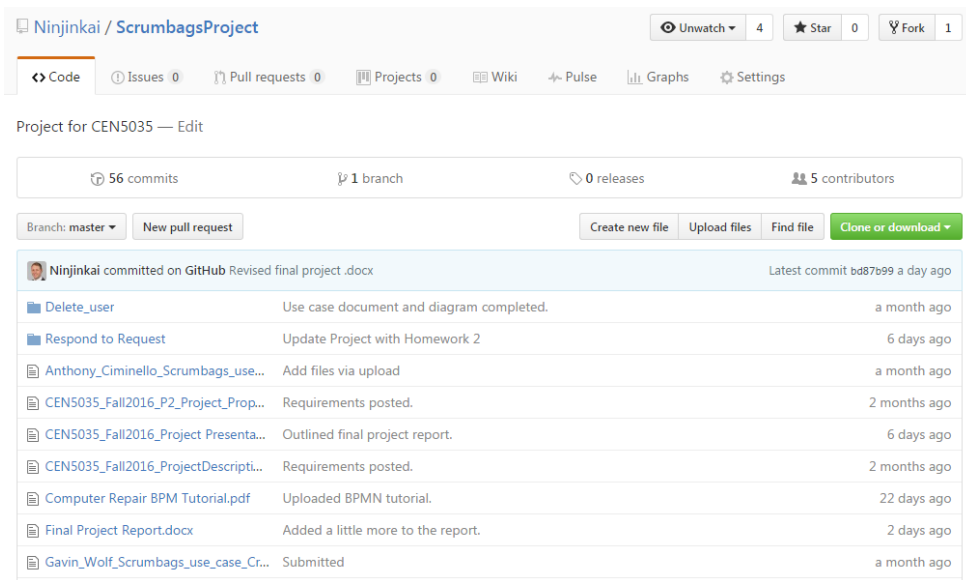 Ninjinkai / ScrumbagsProject Unwatch 4 Star 0 Fork 1
Code Issues 0 Pull requests 0 Projects 0 Wiki Pulse Graphs Settings
Project for CEN5035 — Edit
56 commits 1 branch 0 releases 5 contributors
Branch: master New pull request Create new file Upload files Find file Clone or download
Ninjinkai committed on GitHub Revised final project .docx Latest commit bd87b99 a day ago
Delete_user Use case document and diagram completed. a month ago
Respond to Request Update Project with Homework 2 6 days ago
Anthony_Ciminello_Scrumbags_use... Add files via upload a month ago
CEN5035_Fall2016_P2_Project_Prop... Requirements posted. 2 months ago
CEN5035_Fall2016_Project Presenta... Outlined final project report. 6 days ago
CEN5035_Fall2016_ProjectDescripti... Requirements posted. 2 months ago
Computer Repair BPM Tutorial.pdf Uploaded BPMN tutorial. 22 days ago
Final Project Report.docx Added a little more to the report. 2 days ago
Gavin_Wolf_Scrumbags_use_case_Cr... Submitted a month ago